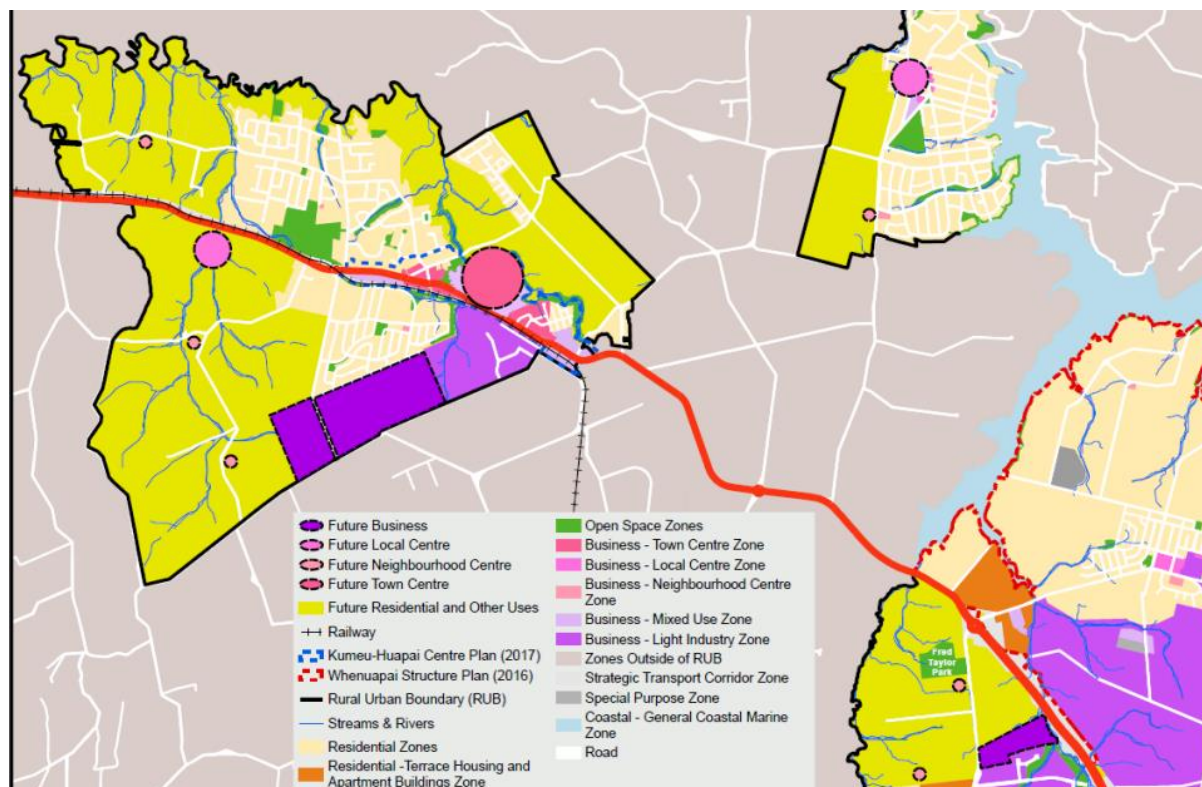 Fred
Taylor
Park
Future Business
Future Local Centre
Future Neighbourhood Centre
Future Town Centre
Future Residential and Other Uses
Railway
Kumeu-Huapai Centre Plan (2017)
Whenuapai Structure Plan (2016)
Rural Urban Boundary (RUB)
Streams & Rivers
Residential Zones
Residential -Terrace Housing and
Apartment Buildings Zone
Open Space Zones
Business - Town Centre Zone
Business - Local Centre Zone
Business - Neighbourhood Centre
Zone
Business - Mixed Use Zone
Business - Light Industry Zone
Zones Outside of RUB
Strategic Transport Corridor Zone
Special Purpose Zone
Coastal - General Coastal Marine
Zone
Road